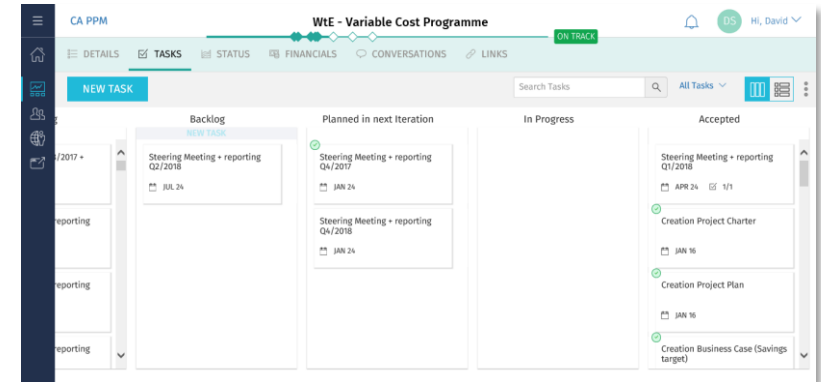 CA PPM
WtE - Variable Cost Programme
ON TRACK
DS
Hi, David
DETAILS
TASKS
STATUS
FINANCIALS
CONVERSATIONS
LINKS
NEW TASK
Search Tasks
All Tasks
/2017 +
eporting
eporting
eporting
Backlog
NEW TASK
Steering Meeting + reporting
Q2/2018
JUL 24
Planned in next Iteration
Steering Meeting + reporting
Q4/2017
JAN 24
Steering Meeting + reporting
Q4/2018
JAN 24
In Progress
Accepted
Steering Meeting + reporting
Q1/2018
APR 24 1/1
Creation Project Charter
JAN 16
Creation Project Plan
JAN 16
Creation Business Case (Savings
target)